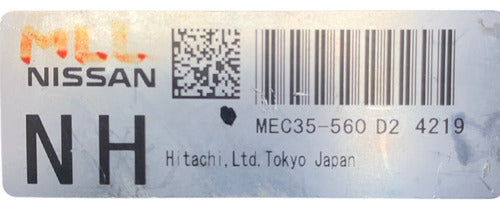 MLL
NISSAN
NH
MEC35-560 D2 4219
Hitachi,Ltd.Tokyo Japan